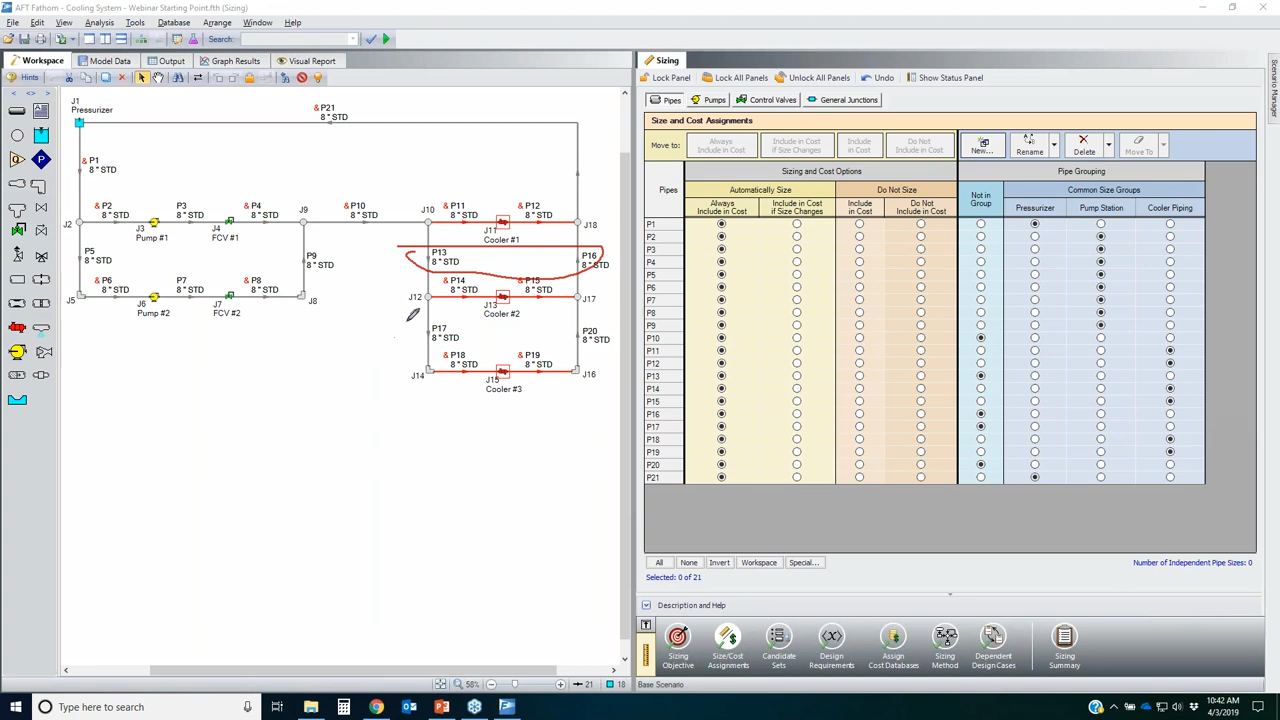 AFT Fathom - Cooling System - Webinar Starting Point.fth (Sizing)
File Edit View Analysis Tools Database Arrange Window Help
Search:
Workspace Model Data Output Graph Results Visual Report
Hints
J1
Pressurizer
& P21
8 " STD
& P1
8 " STD
& P2
8 " STD
P3
8 " STD
& P4
8 " STD
& P10
8 " STD
& P11
8 " STD
& P12
8 " STD
J2
J3
Pump #1
J4
FCV #1
J9
J10
J11
Cooler #1
J18
P5
8 " STD
P9
8 " STD
P13
8 " STD
P16
8 " STD
& P6
8 " STD
P7
8 " STD
& P8
8 " STD
& P14
8 " STD
& P15
8 " STD
J5
J6
Pump #2
J7
FCV #2
J8
J12
J13
Cooler #2
J17
P17
8 " STD
P20
8 " STD
& P18
8 " STD
& P19
8 " STD
J14
J15
Cooler #3
J16
58%
21
18
Sizing
Lock Panel Lock All Panels Unlock All Panels Undo Show Status Panel
Pipes Pumps Control Valves General Junctions
Size and Cost Assignments
Move to: Always Include in Cost Include in Cost if Size Changes Include in Cost Do Not Include in Cost New... Rename Delete Move To
Pipes
Sizing and Cost Options Pipe Grouping
Automatically Size Do Not Size Not in Group Common Size Groups
Always Include in Cost Include in Cost if Size Changes Include in Cost Do Not Include in Cost Pressurizer Pump Station Cooler Piping
P1
P2
P3
P4
P5
P6
P7
P8
P9
P10
P11
P12
P13
P14
P15
P16
P17
P18
P19
P20
P21
All None Invert Workspace Special... Number of Independent Pipe Sizes: 0
Selected: 0 of 21
Description and Help
Sizing Objective Size/Cost Assignments Candidate Sets Design Requirements Assign Cost Databases Sizing Method Dependent Design Cases Sizing Summary
Base Scenario
Scenario Manager
Type here to search
10:42 AM
4/3/2019